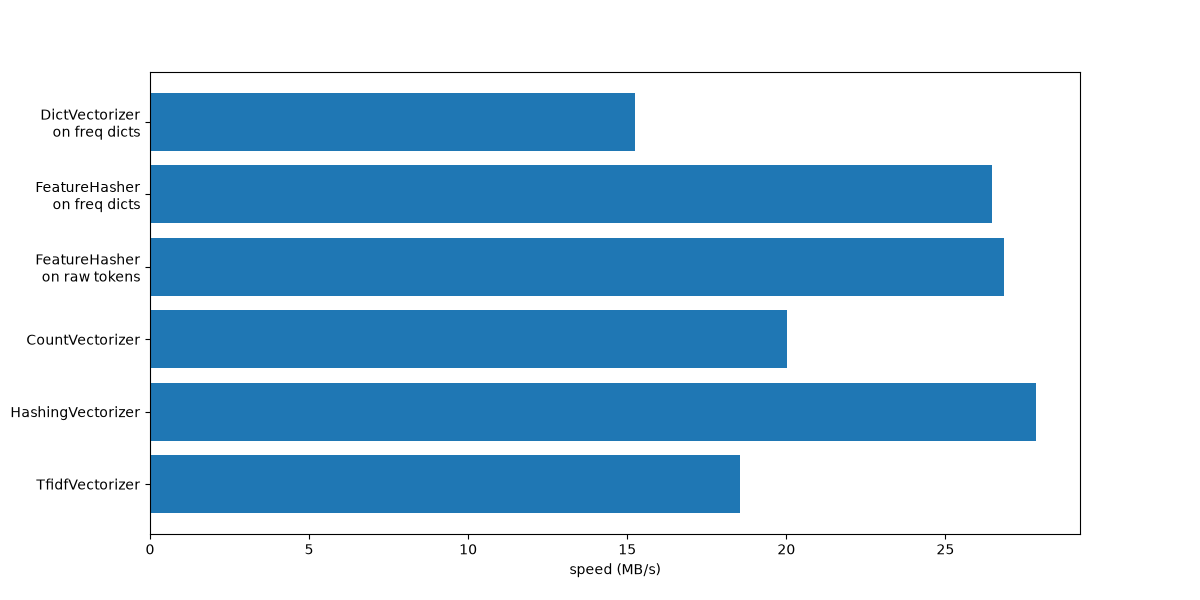 DictVectorizer
on freq dicts
FeatureHasher
on freq dicts
FeatureHasher
on raw tokens
CountVectorizer
HashingVectorizer
TfidfVectorizer
0 5 10 15 20 25
speed (MB/s)